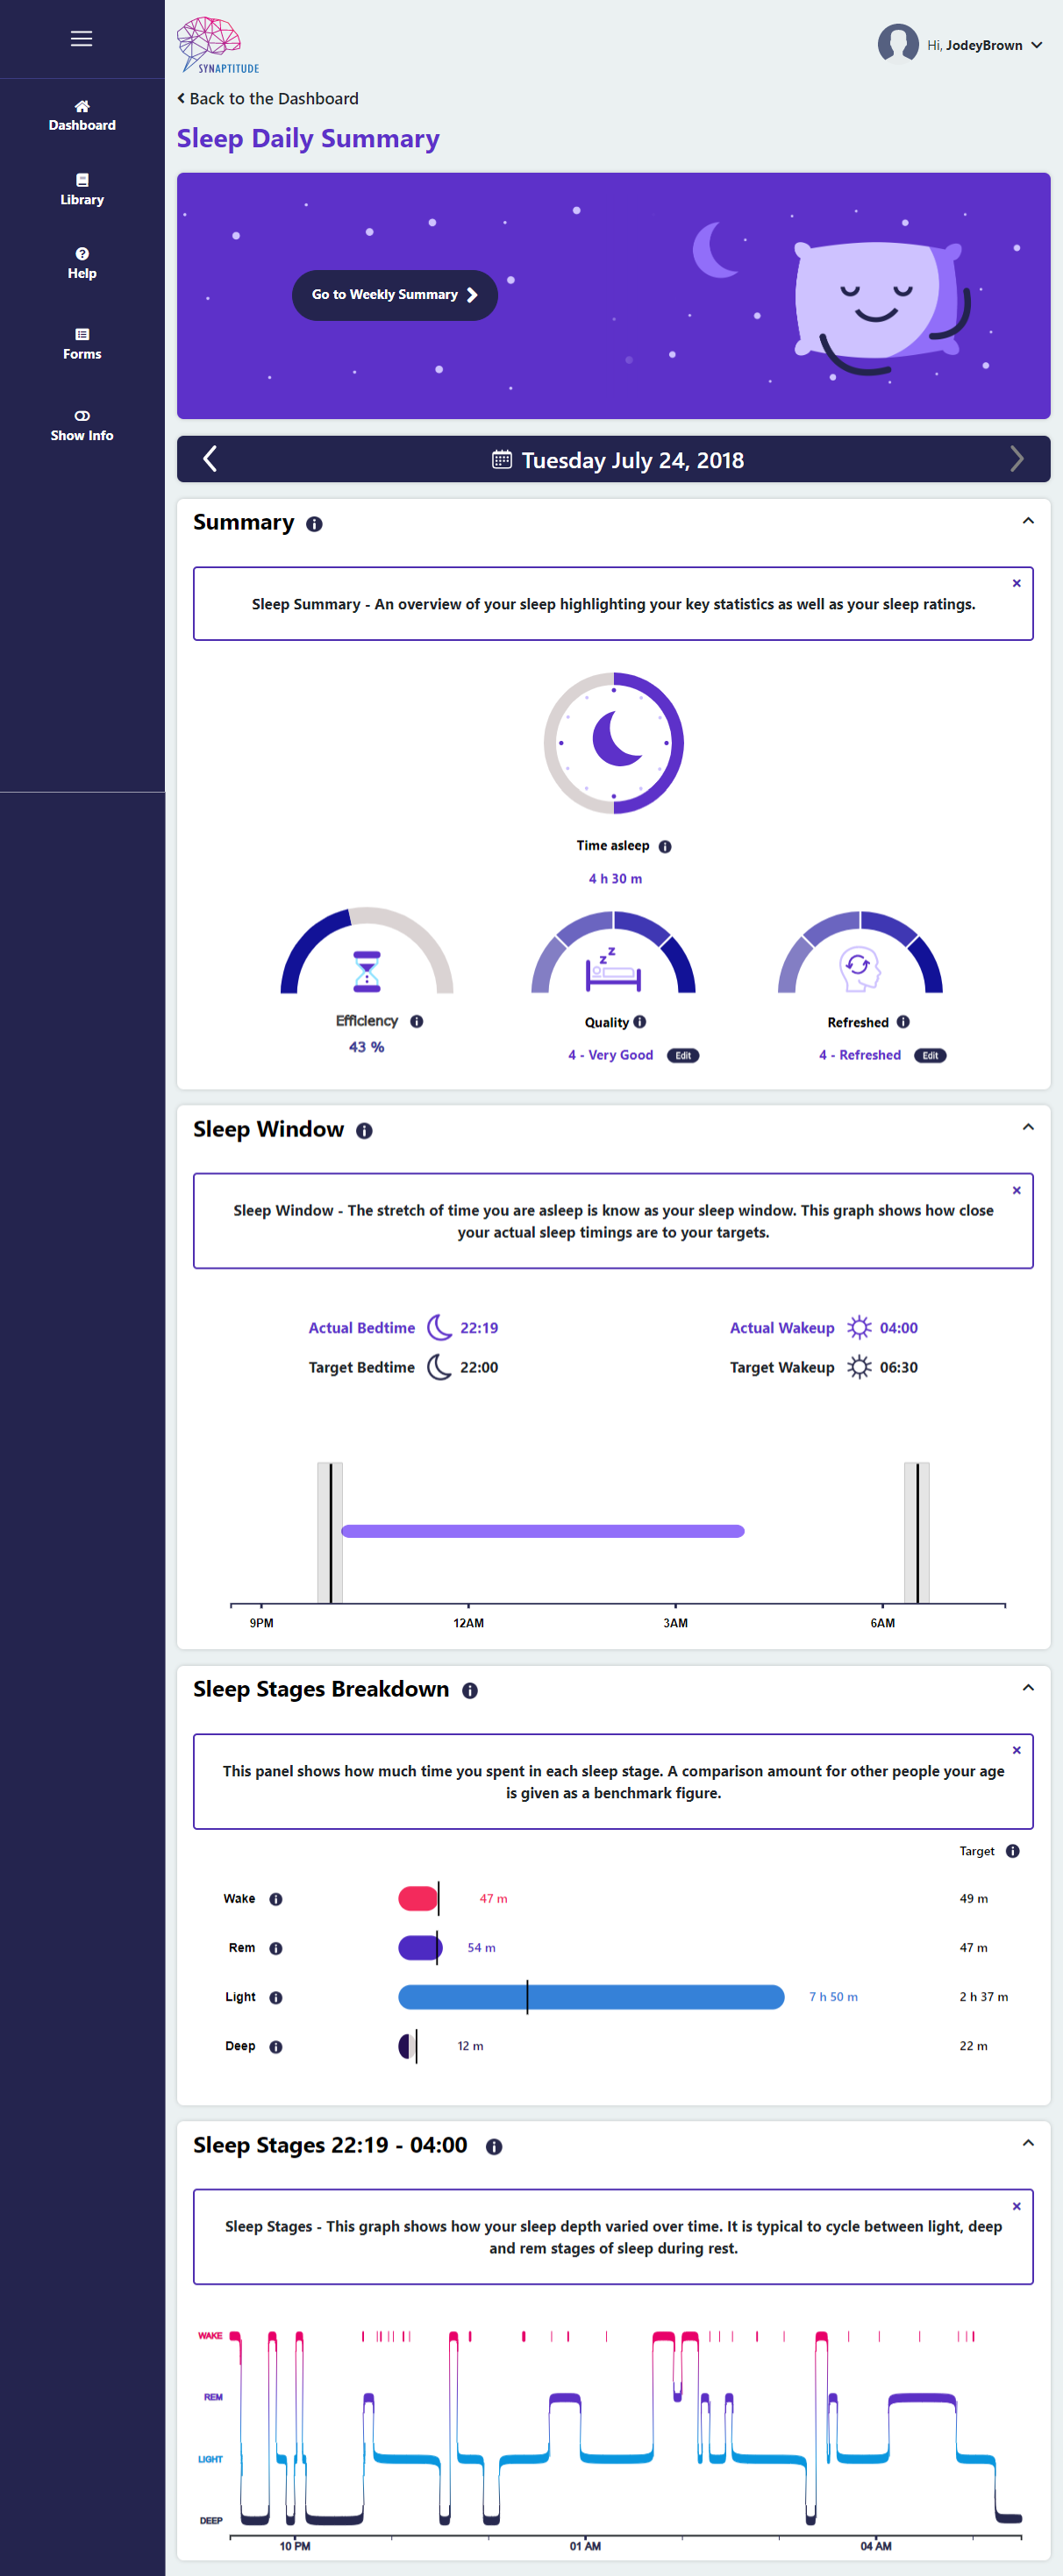 SYNAPTITUDE
Hi, JodeyBrown
Dashboard
Library
Help
Forms
Show Info
Back to the Dashboard
Sleep Daily Summary
Go to Weekly Summary
Tuesday July 24, 2018
Summary
Sleep Summary - An overview of your sleep highlighting your key statistics as well as your sleep ratings.
Time asleep
4 h 30 m
Efficiency
43 %
z z
Quality
4 - Very Good Edit
Refreshed
4 - Refreshed Edit
Sleep Window
Sleep Window - The stretch of time you are asleep is know as your sleep window. This graph shows how close
your actual sleep timings are to your targets.
Actual Bedtime 22:19
Target Bedtime 22:00
Actual Wakeup 04:00
Target Wakeup 06:30
9PM 12AM 3AM 6AM
Sleep Stages Breakdown
This panel shows how much time you spent in each sleep stage. A comparison amount for other people your age
is given as a benchmark figure.
Target
Wake 47 m 49 m
Rem 54 m 47 m
Light 7 h 50 m 2 h 37 m
Deep 12 m 22 m
Sleep Stages 22:19 - 04:00
Sleep Stages - This graph shows how your sleep depth varied over time. It is typical to cycle between light, deep
and rem stages of sleep during rest.
WAKE
REM
LIGHT
DEEP
10 PM 01 AM 04 AM